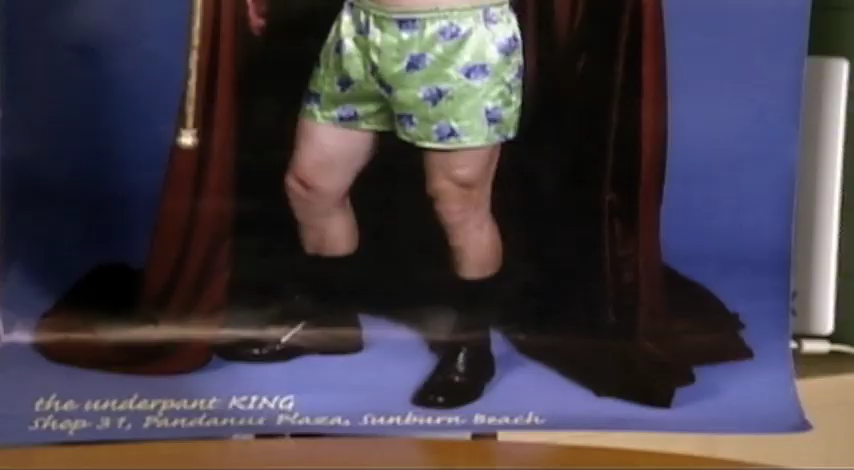 the underpant KING
Shop 31, Pandanus Plaza, Sunburn Beach